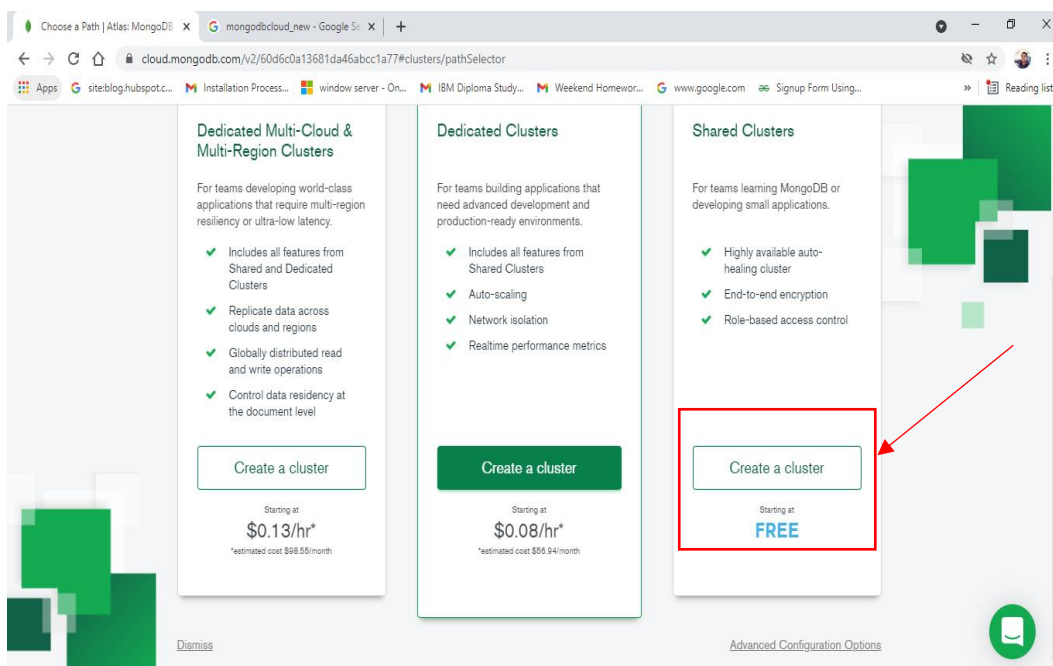 Choose a Path | Atlas: MongoDB
mongodbcloud_new - Google Se
cloud.mongodb.com/v2/60d6c0a13681da46abcc1a77#clusters/pathSelector
Apps
site:blog.hubspot.c...
Installation Process...
window server - On...
IBM Diploma Study...
Weekend Homewor...
www.google.com
Signup Form Using...
»
Reading list
Dedicated Multi-Cloud &
Multi-Region Clusters
For teams developing world-class
applications that require multi-region
resiliency or ultra-low latency.
Includes all features from
Shared and Dedicated
Clusters
Replicate data across
clouds and regions
Globally distributed read
and write operations
Control data residency at
the document level
Create a cluster
Starting at
$0.13/hr*
*estimated cost $98.55/month
Dedicated Clusters
For teams building applications that
need advanced development and
production-ready environments.
Includes all features from
Shared Clusters
Auto-scaling
Network isolation
Realtime performance metrics
Create a cluster
Starting at
$0.08/hr*
*estimated cost $56.94/month
Shared Clusters
For teams learning MongoDB or
developing small applications.
Highly available auto-
healing cluster
End-to-end encryption
Role-based access control
Create a cluster
Starting at
FREE
Dismiss
Advanced Configuration Options